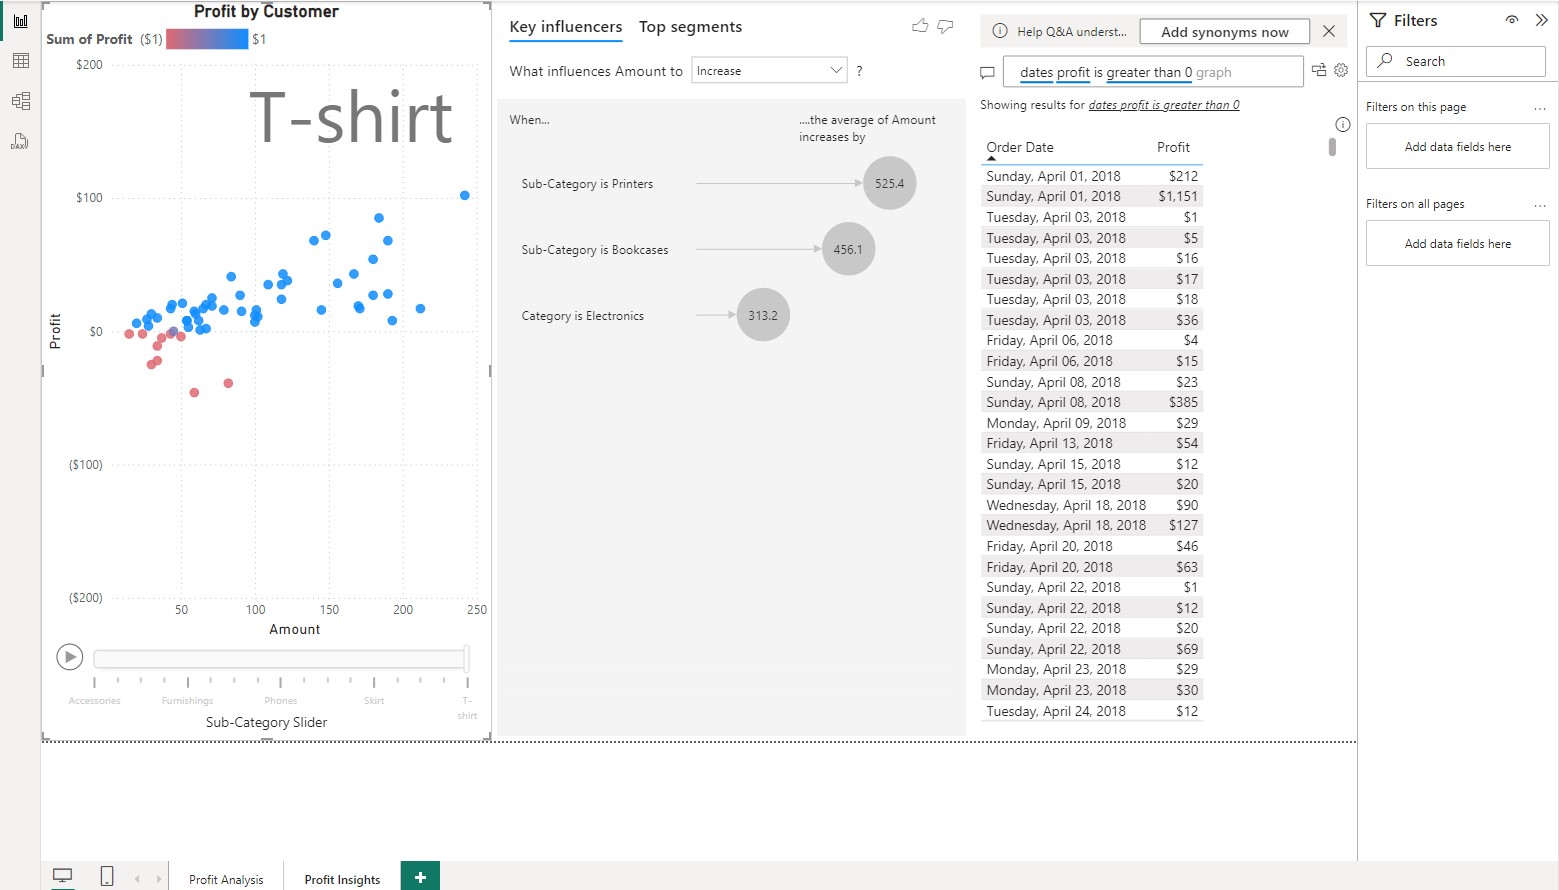 Profit by Customer
Sum of Profit ($1) $1
$200
T-shirt
$100
$0
($100)
($200)
Profit
50 100 150 200 250
Amount
Accessories Furnishings Phones Skirt T-
shirt
Sub-Category Slider
Key influencers Top segments
What influences Amount to Increase ?
When...
....the average of Amount
increases by
Sub-Category is Printers 525.4
Sub-Category is Bookcases 456.1
Category is Electronics 313.2
Help Q&A underst... Add synonyms now
dates profit is greater than 0 graph
Showing results for dates profit is greater than 0
Order Date Profit
Sunday, April 01, 2018 $212
Sunday, April 01, 2018 $1,151
Tuesday, April 03, 2018 $1
Tuesday, April 03, 2018 $5
Tuesday, April 03, 2018 $16
Tuesday, April 03, 2018 $17
Tuesday, April 03, 2018 $18
Tuesday, April 03, 2018 $36
Friday, April 06, 2018 $4
Friday, April 06, 2018 $15
Sunday, April 08, 2018 $23
Sunday, April 08, 2018 $385
Monday, April 09, 2018 $29
Friday, April 13, 2018 $54
Sunday, April 15, 2018 $12
Sunday, April 15, 2018 $20
Wednesday, April 18, 2018 $90
Wednesday, April 18, 2018 $127
Friday, April 20, 2018 $46
Friday, April 20, 2018 $63
Sunday, April 22, 2018 $1
Sunday, April 22, 2018 $12
Sunday, April 22, 2018 $20
Sunday, April 22, 2018 $69
Monday, April 23, 2018 $29
Monday, April 23, 2018 $30
Tuesday, April 24, 2018 $12
Filters
Search
Filters on this page ...
Add data fields here
Filters on all pages ...
Add data fields here
DAX
Profit Analysis Profit Insights +